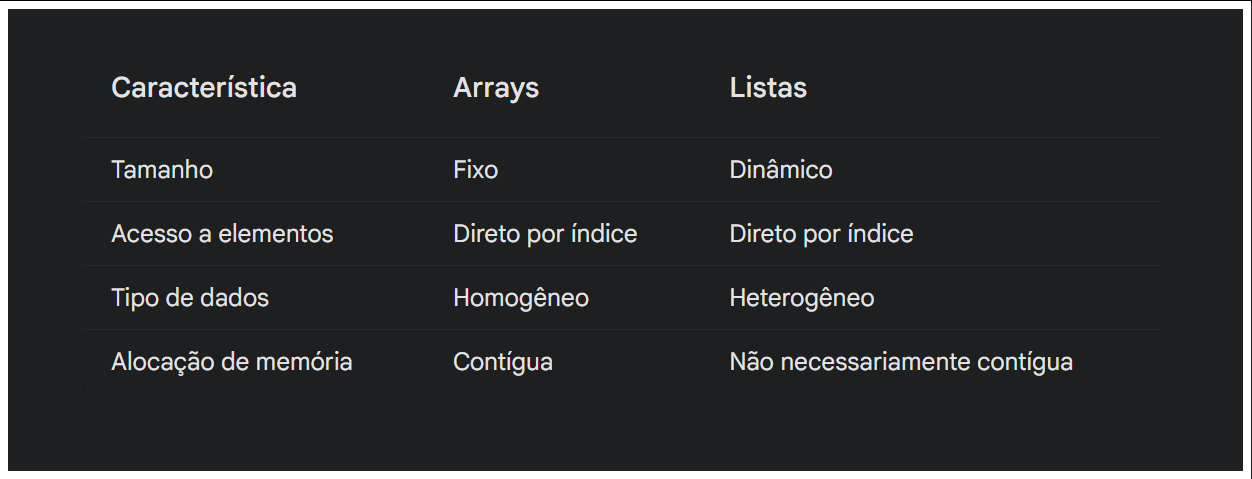 Característica Arrays Listas
Tamanho Fixo Dinâmico
Acesso a elementos Direto por índice Direto por índice
Tipo de dados Homogêneo Heterogêneo
Alocação de memória Contígua Não necessariamente contígua